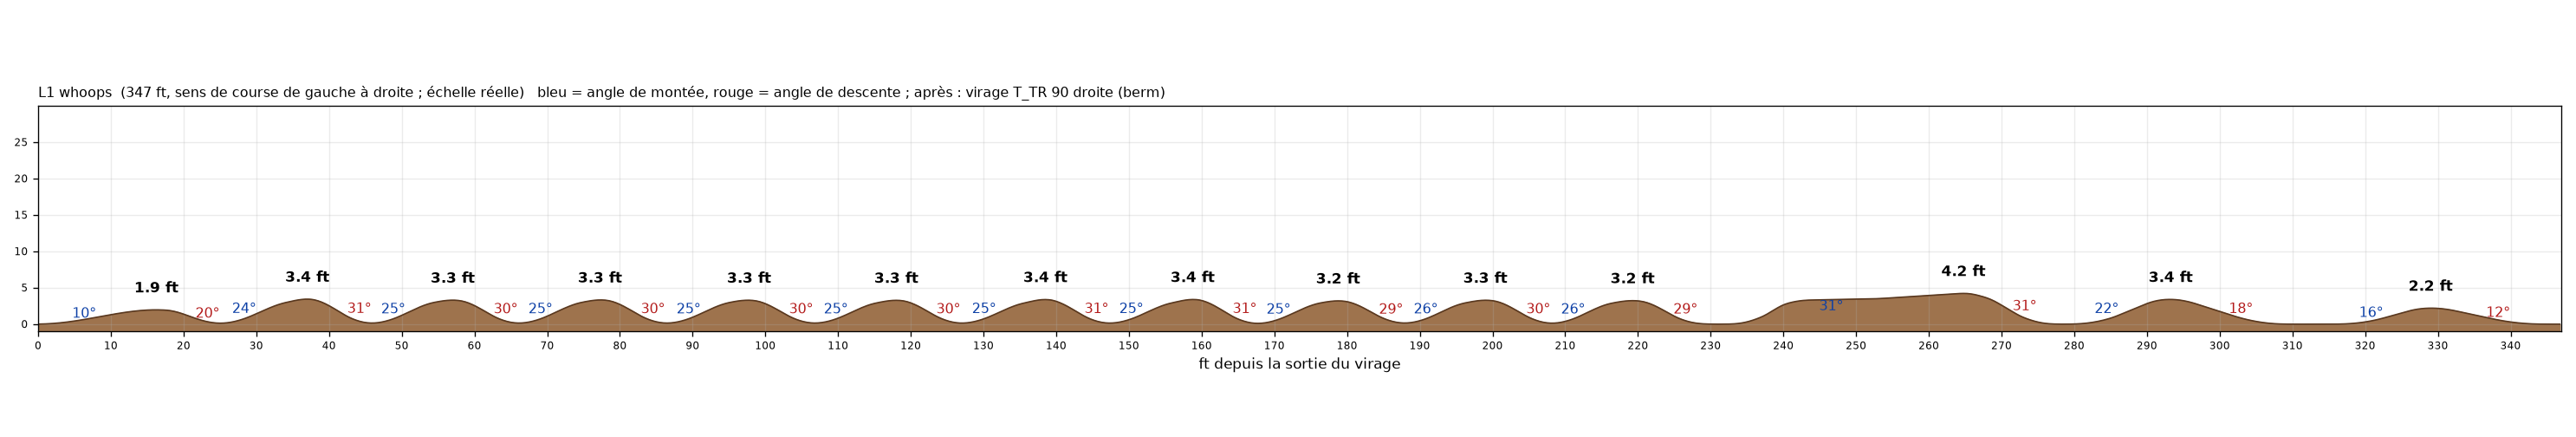 L1 whoops  (347 ft, sens de course de gauche à droite ; échelle réelle)   bleu = angle de montée, rouge = angle de descente ; après : virage T_TR 90 droite (berm)
25
20
15
10
5
0
1.9 ft 3.4 ft 3.3 ft 3.3 ft 3.3 ft 3.3 ft 3.4 ft 3.4 ft 3.2 ft 3.3 ft 3.2 ft 4.2 ft 3.4 ft 2.2 ft
10° 20° 24° 31° 25° 30° 25° 30° 25° 30° 25° 30° 25° 31° 25° 31° 25° 29° 26° 30° 26° 29° 31° 31° 22° 18° 16° 12°
0 10 20 30 40 50 60 70 80 90 100 110 120 130 140 150 160 170 180 190 200 210 220 230 240 250 260 270 280 290 300 310 320 330 340
ft depuis la sortie du virage